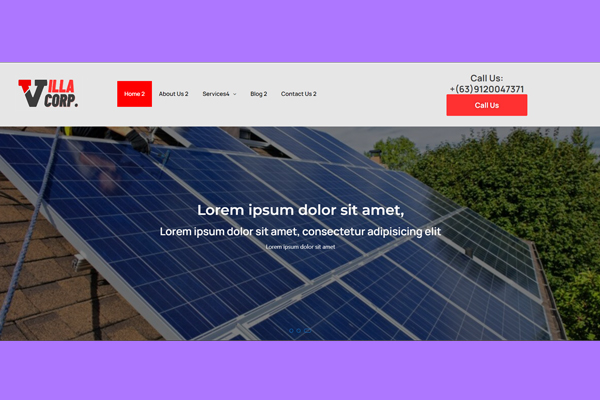 VILLA
CORP.
Home 2
About Us 2
Services4
Blog 2
Contact Us 2
Call Us:
+(63)9120047371
Call Us
Lorem ipsum dolor sit amet,
Lorem ipsum dolor sit amet, consectetur adipisicing elit
Lorem ipsum dolor sit amet